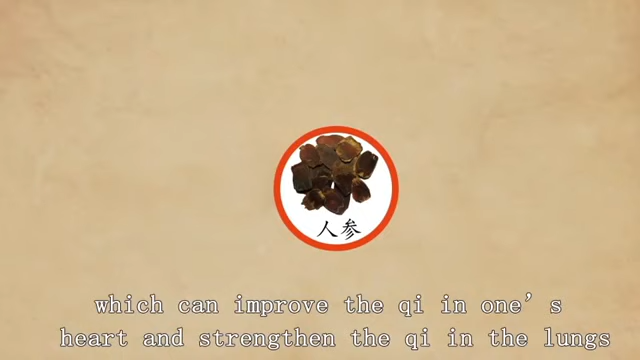 人参
which can improve the qi in one's
heart and strengthen the qi in the lungs